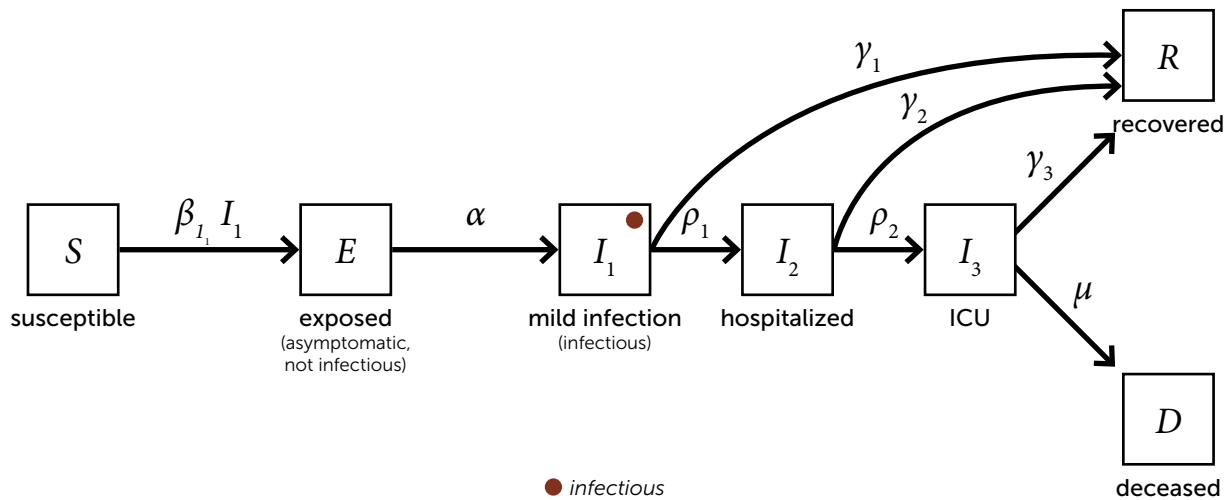 γ₁
R
γ₂
recovered
γ₃
β_I₁ I₁
α
ρ₁
ρ₂
S
E
I₁
I₂
I₃
μ
susceptible
exposed
(asymptomatic,
not infectious)
mild infection
(infectious)
hospitalized
ICU
D
deceased
infectious